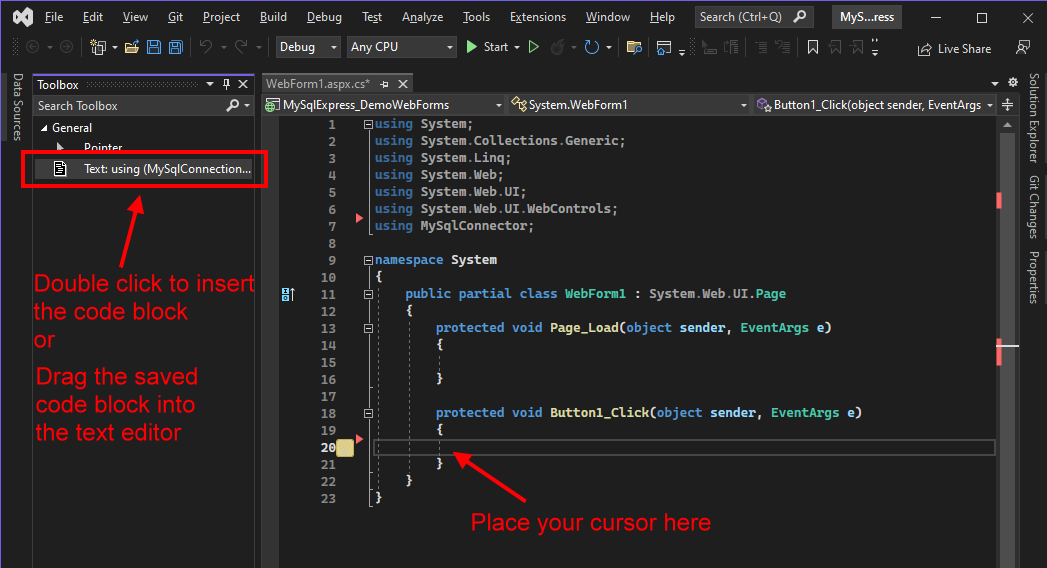 File Edit View Git Project Build Debug Test Analyze Tools Extensions Window Help Search (Ctrl+Q) MyS...ress
Debug Any CPU Start Live Share
Data Sources
Toolbox
Search Toolbox
General
Pointer
Text: using (MySqlConnection...
Double click to insert
the code block
or
Drag the saved
code block into
the text editor
WebForm1.aspx.cs*
MySqlExpress_DemoWebForms System.WebForm1 Button1_Click(object sender, EventArgs
1 using System;
2 using System.Collections.Generic;
3 using System.Linq;
4 using System.Web;
5 using System.Web.UI;
6 using System.Web.UI.WebControls;
7 using MySqlConnector;
8
9 namespace System
10 {
11 public partial class WebForm1 : System.Web.UI.Page
12 {
13 protected void Page_Load(object sender, EventArgs e)
14 {
15
16 }
17
18 protected void Button1_Click(object sender, EventArgs e)
19 {
20
21 }
22 }
23 }
Place your cursor here
Solution Explorer
Git Changes
Properties